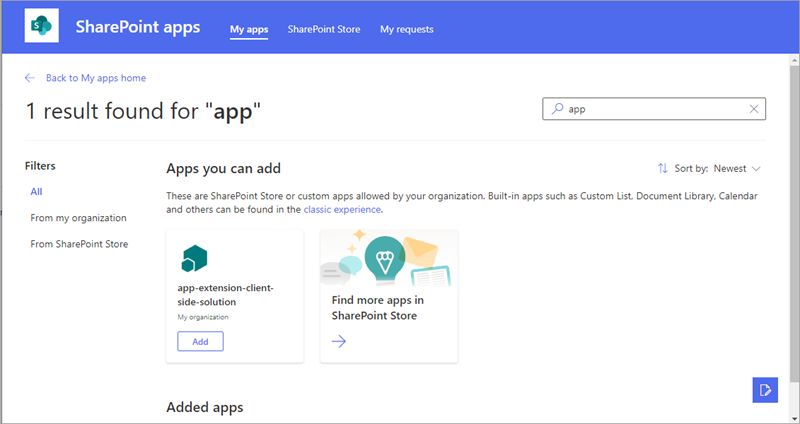 S
SharePoint apps
My apps
SharePoint Store
My requests
Back to My apps home
1 result found for "app"
app
Filters
All
From my organization
From SharePoint Store
Apps you can add
Sort by: Newest
These are SharePoint Store or custom apps allowed by your organization. Built-in apps such as Custom List, Document Library, Calendar
and others can be found in the classic experience.
app-extension-client-
side-solution
My organization
Add
Find more apps in
SharePoint Store
Added apps